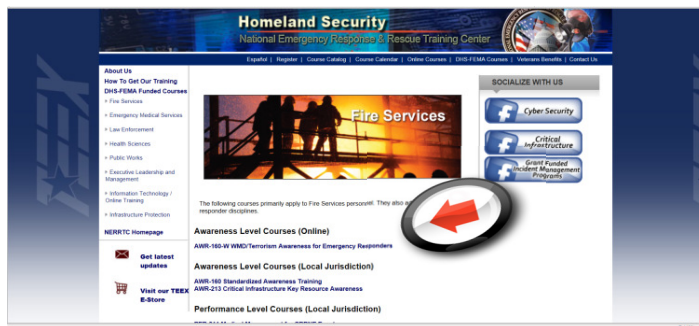 Homeland Security
National Emergency Response & Rescue Training Center
Español | Register | Course Catalog | Course Calendar | Online Courses | DHS-FEMA Courses | Veterans Benefits | Contact Us
About Us
How To Get Our Training
DHS-FEMA Funded Courses
» Fire Services
» Emergency Medical Services
» Law Enforcement
» Health Sciences
» Public Works
» Executive Leadership and
Management
» Information Technology /
Online Training
» Infrastructure Protection
NERRTC Homepage
Get latest
updates
Visit our TEEX
E-Store
Fire Services
The following courses primarily apply to Fire Services personnel. They also
responder disciplines.
Awareness Level Courses (Online)
AWR-160-W WMD/Terrorism Awareness for Emergency Responders
Awareness Level Courses (Local Jurisdiction)
AWR-160 Standardized Awareness Training
AWR-213 Critical Infrastructure Key Resource Awareness
Performance Level Courses (Local Jurisdiction)
SOCIALIZE WITH US
Cyber Security
Critical
Infrastructure
Grant Funded
Incident Management
Programs
TEEX